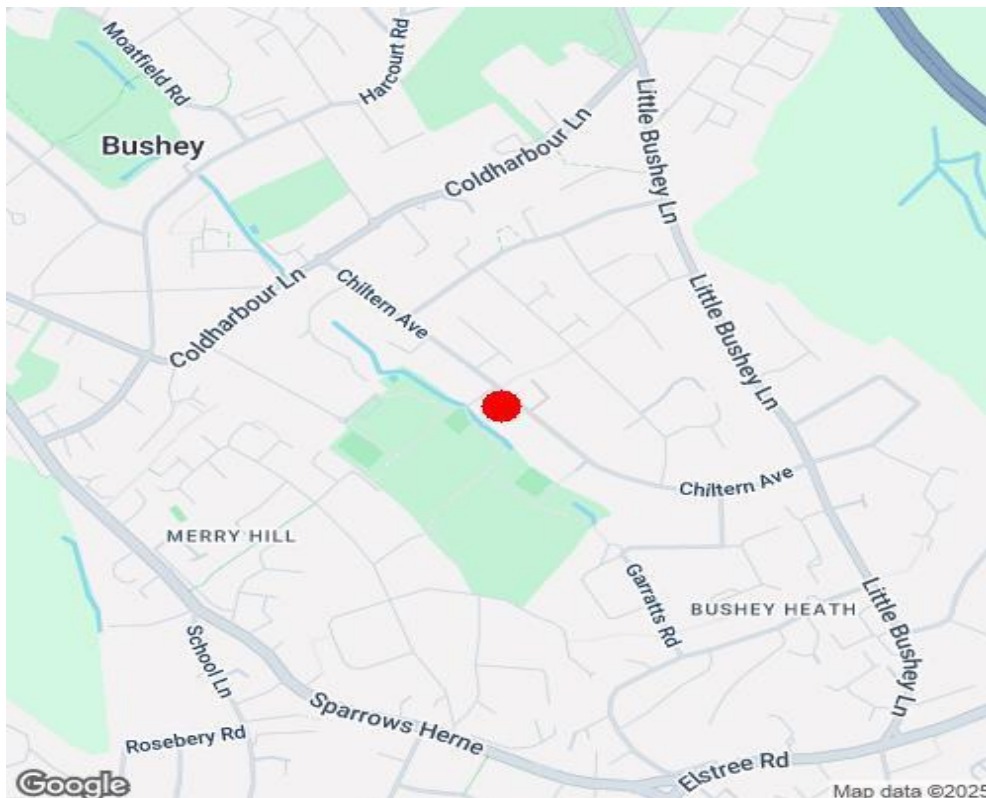 Moatfield Rd
Harcourt Rd
Bushey
Coldharbour Ln
Little Bushey Ln
Coldharbour Ln
Chiltern Ave
Little Bushey Ln
Chiltern Ave
MERRY HILL
Garratts Rd
BUSHEY HEATH
Little Bushey Ln
School Ln
Sparrows Herne
Rosebery Rd
Elstree Rd
Google
Map data ©2025